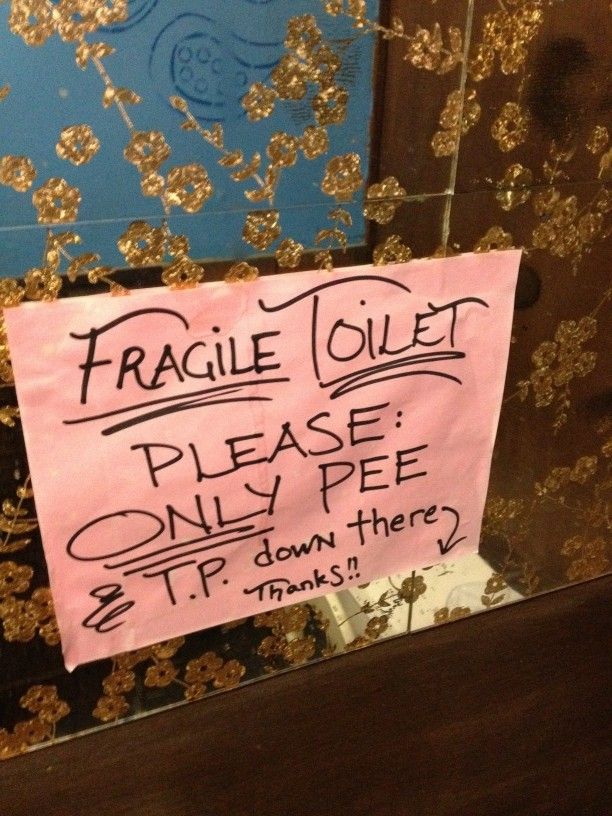 FRAGILE TOILET
PLEASE:
ONLY PEE
& T.P. down there
Thanks!!